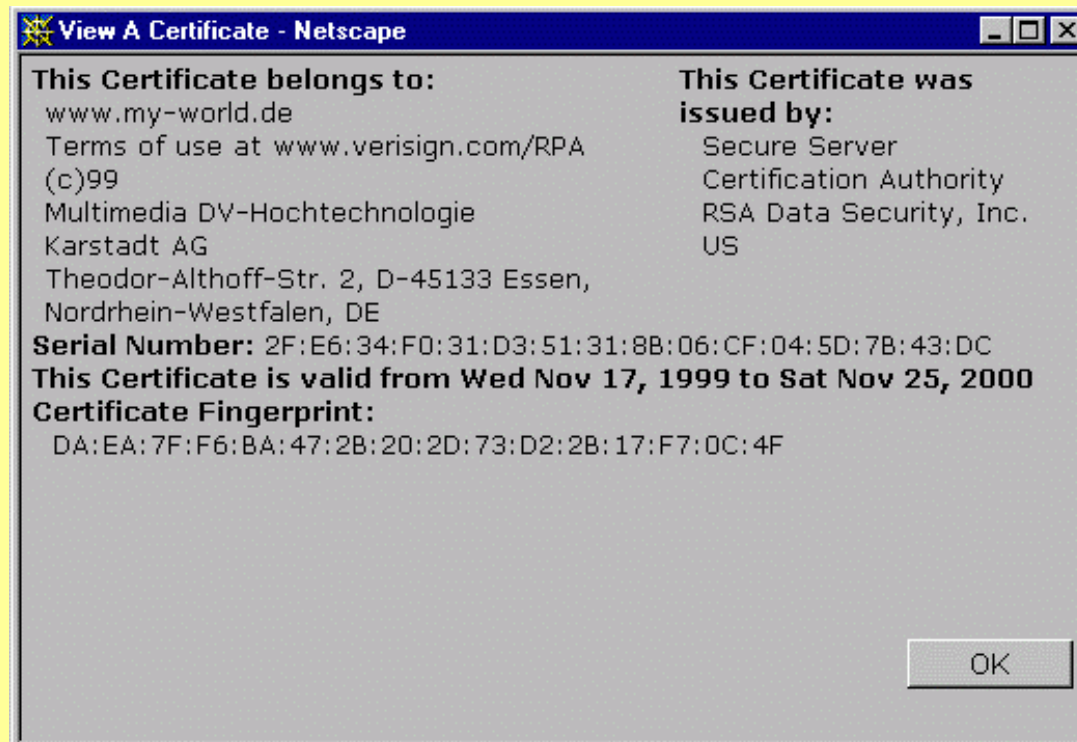 View A Certificate - Netscape
This Certificate belongs to:
www.my-world.de
Terms of use at www.verisign.com/RPA
(c)99
Multimedia DV-Hochtechnologie
Karstadt AG
Theodor-Althoff-Str. 2, D-45133 Essen,
Nordrhein-Westfalen, DE
This Certificate was
issued by:
Secure Server
Certification Authority
RSA Data Security, Inc.
US
Serial Number: 2F:E6:34:F0:31:D3:51:31:8B:06:CF:04:5D:7B:43:DC
This Certificate is valid from Wed Nov 17, 1999 to Sat Nov 25, 2000
Certificate Fingerprint:
DA:EA:7F:F6:BA:47:2B:20:2D:73:D2:2B:17:F7:0C:4F
OK